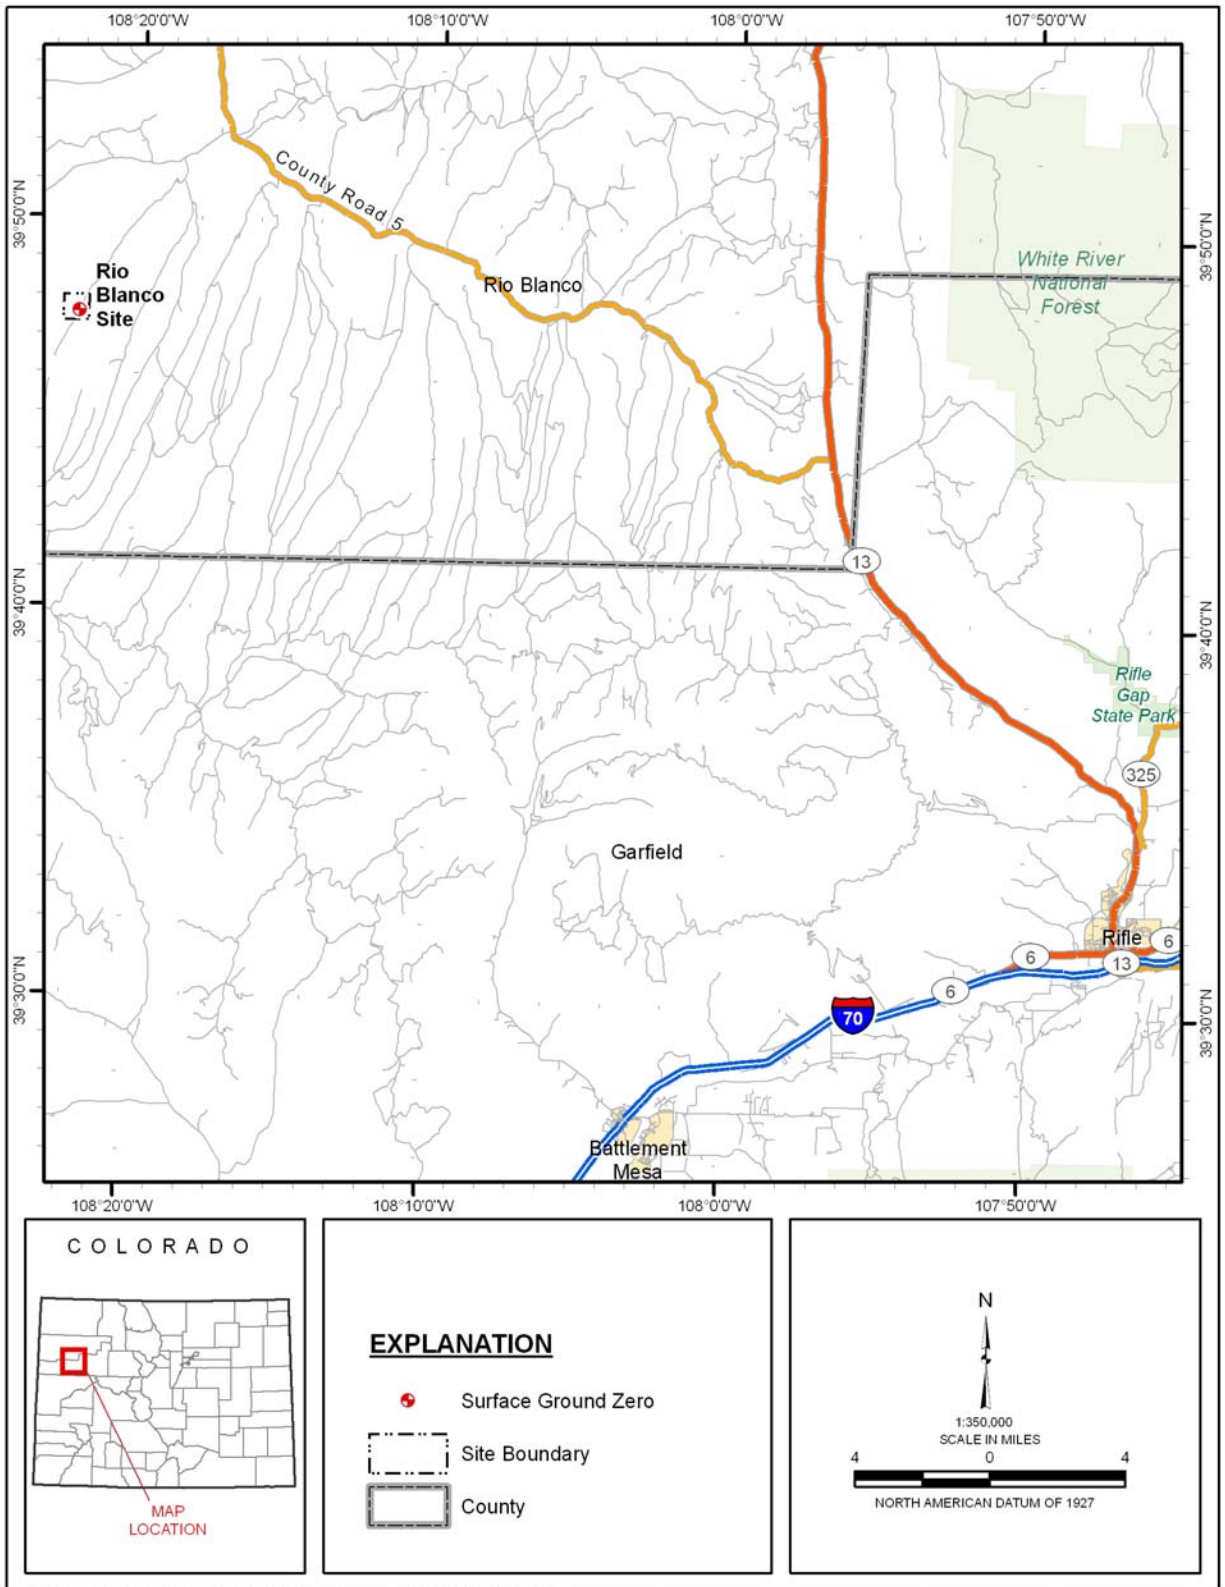 108°20'0"W
108°10'0"W
108°0'0"W
107°50'0"W
39°50'0"N
39°50'0"N
County Road 5
Rio
Blanco
Site
Rio Blanco
White River
National
Forest
13
39°40'0"N
39°40'0"N
Rifle
Gap
State Park
325
Garfield
Rifle
6
6
13
6
39°30'0"N
39°30'0"N
70
Battlement
Mesa
108°20'0"W
108°10'0"W
108°0'0"W
107°50'0"W
COLORADO
MAP
LOCATION
EXPLANATION
Surface Ground Zero
Site Boundary
County
N
1:350,000
SCALE IN MILES
4 0 4
NORTH AMERICAN DATUM OF 1927